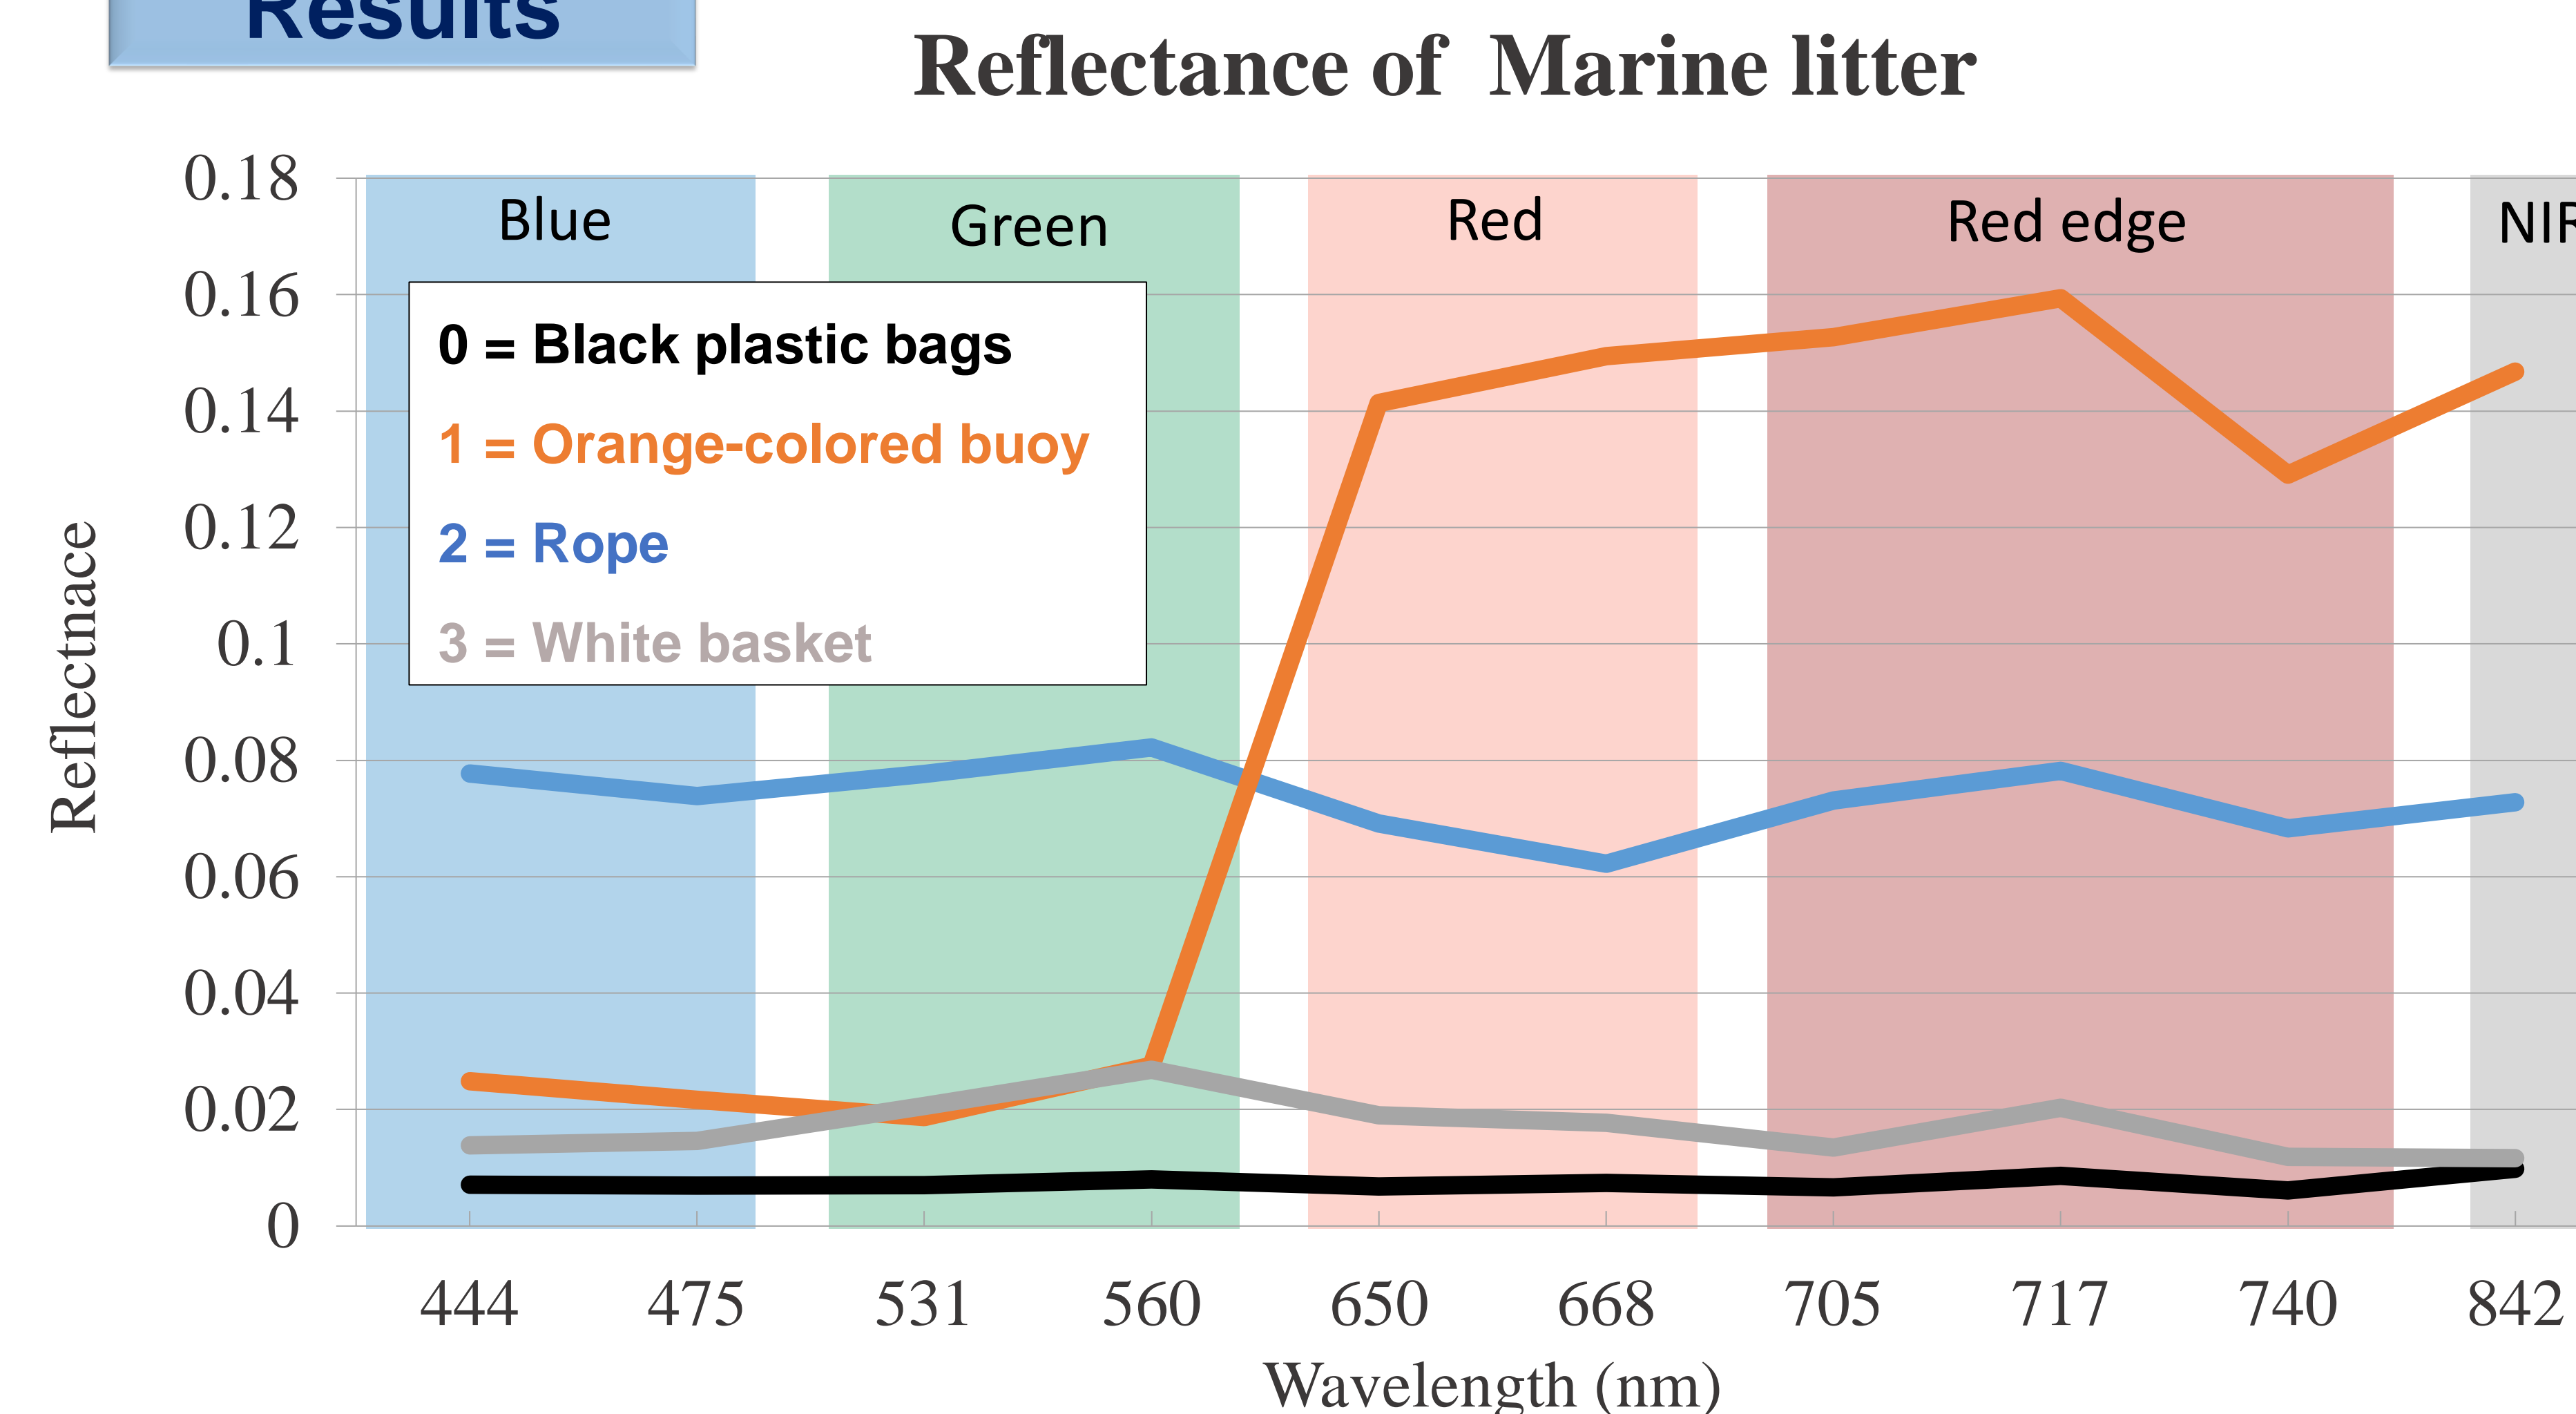 Results
Reflectance of  Marine litter
0.18
0.16
0.14
0.12
0.1
0.08
0.06
0.04
0.02
0
Reflectnace
Blue
Green
Red
Red edge
NIR
0 = Black plastic bags
1 = Orange-colored buoy
2 = Rope
3 = White basket
444 475 531 560 650 668 705 717 740 842
Wavelength (nm)